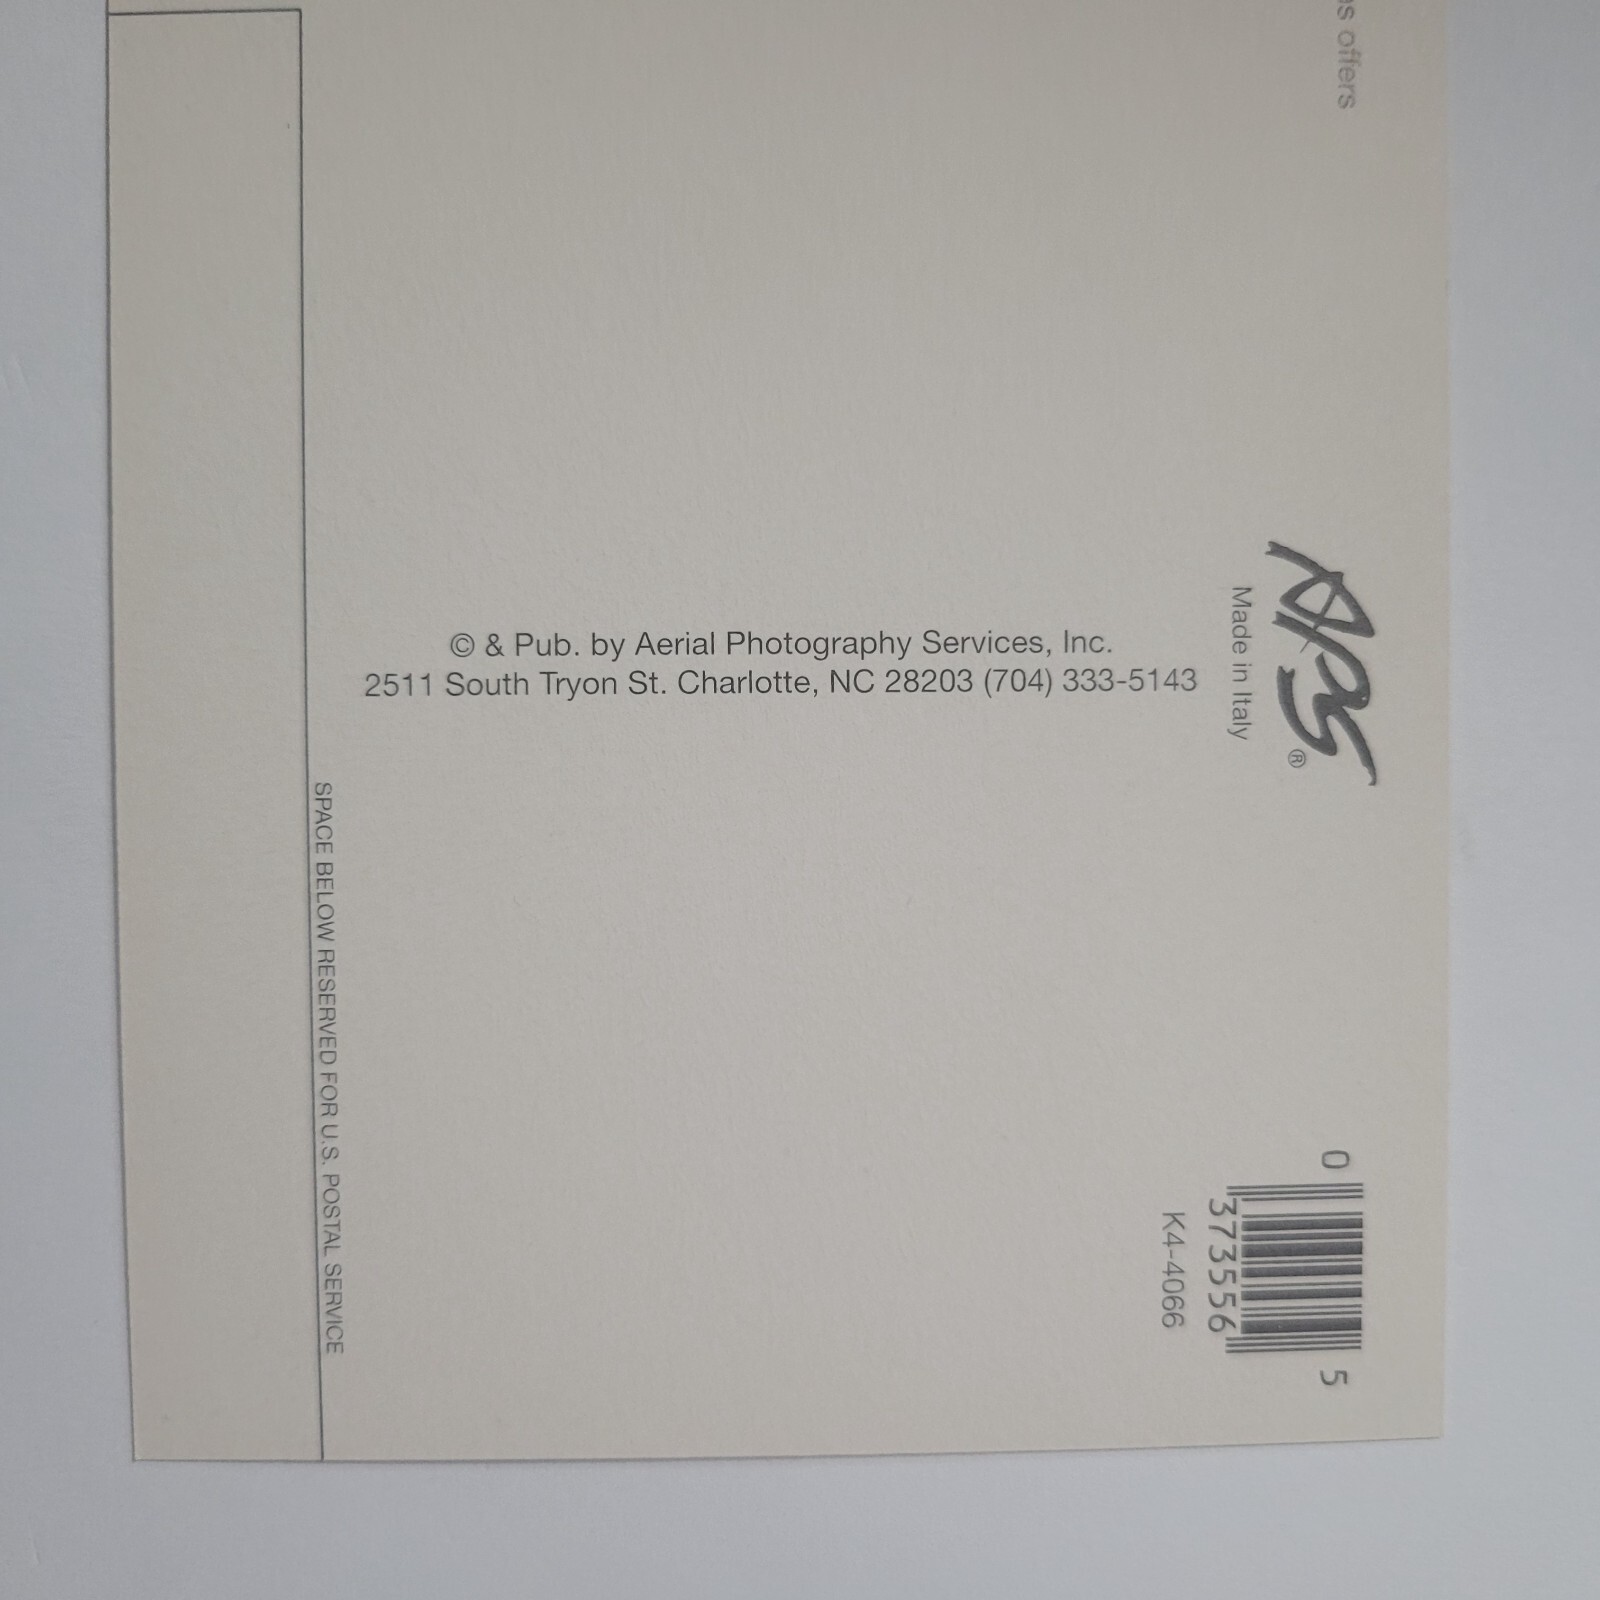 s offers
APS®
Made in Italy
© & Pub. by Aerial Photography Services, Inc.
2511 South Tryon St. Charlotte, NC 28203 (704) 333-5143
0 373556 5
K4-4066
SPACE BELOW RESERVED FOR U.S. POSTAL SERVICE